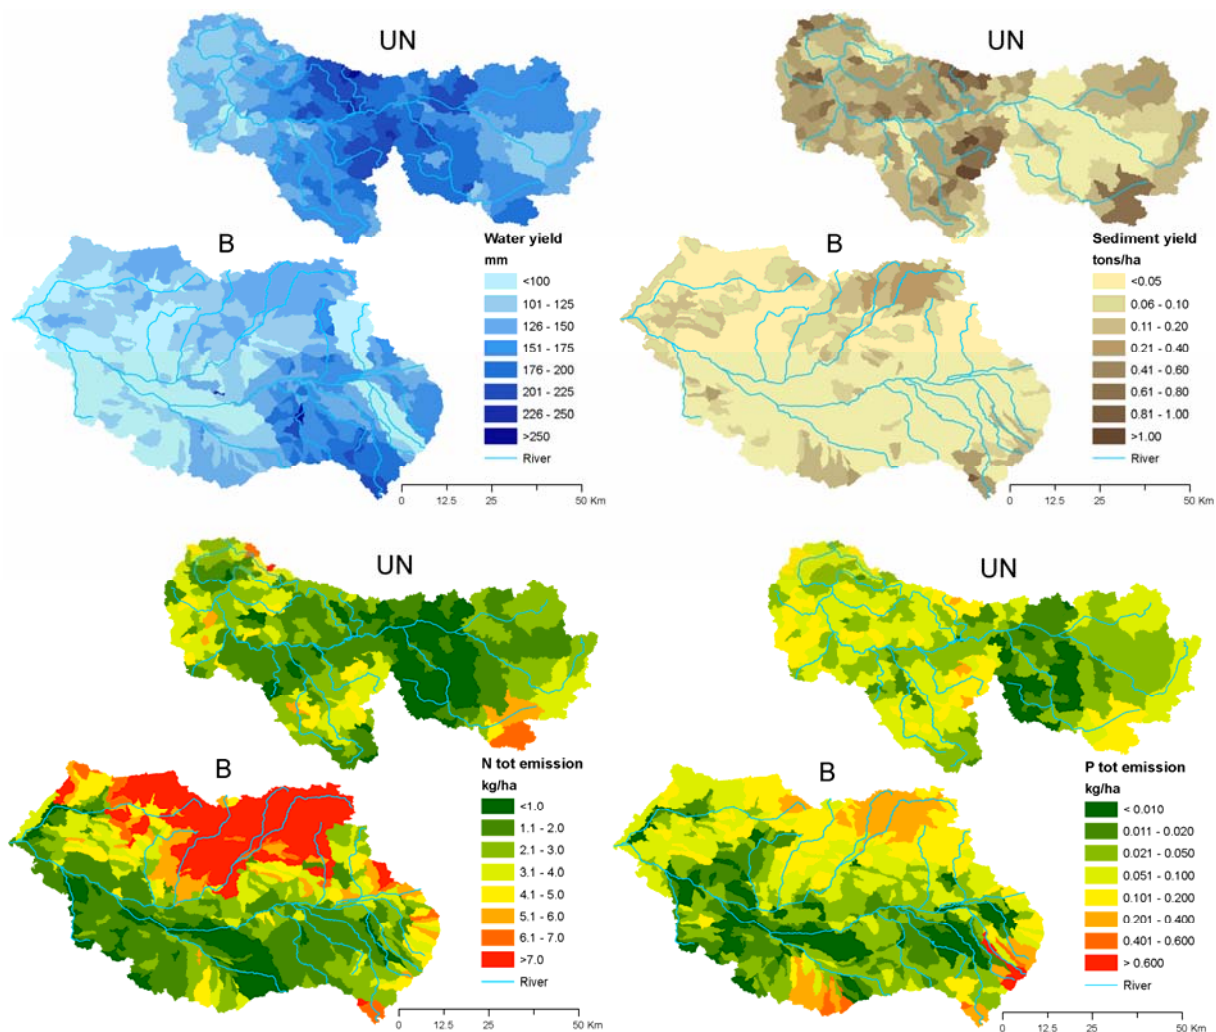 UN
B
Water yield
mm
<100
101 - 125
126 - 150
151 - 175
176 - 200
201 - 225
226 - 250
>250
River
0 12.5 25 50 Km
UN
B
Sediment yield
tons/ha
<0.05
0.06 - 0.10
0.11 - 0.20
0.21 - 0.40
0.41 - 0.60
0.61 - 0.80
0.81 - 1.00
>1.00
River
0 12.5 25 50 Km
UN
B
N tot emission
kg/ha
<1.0
1.1 - 2.0
2.1 - 3.0
3.1 - 4.0
4.1 - 5.0
5.1 - 6.0
6.1 - 7.0
>7.0
River
0 12.5 25 50 Km
UN
B
P tot emission
kg/ha
< 0.010
0.011 - 0.020
0.021 - 0.050
0.051 - 0.100
0.101 - 0.200
0.201 - 0.400
0.401 - 0.600
> 0.600
River
0 12.5 25 50 Km